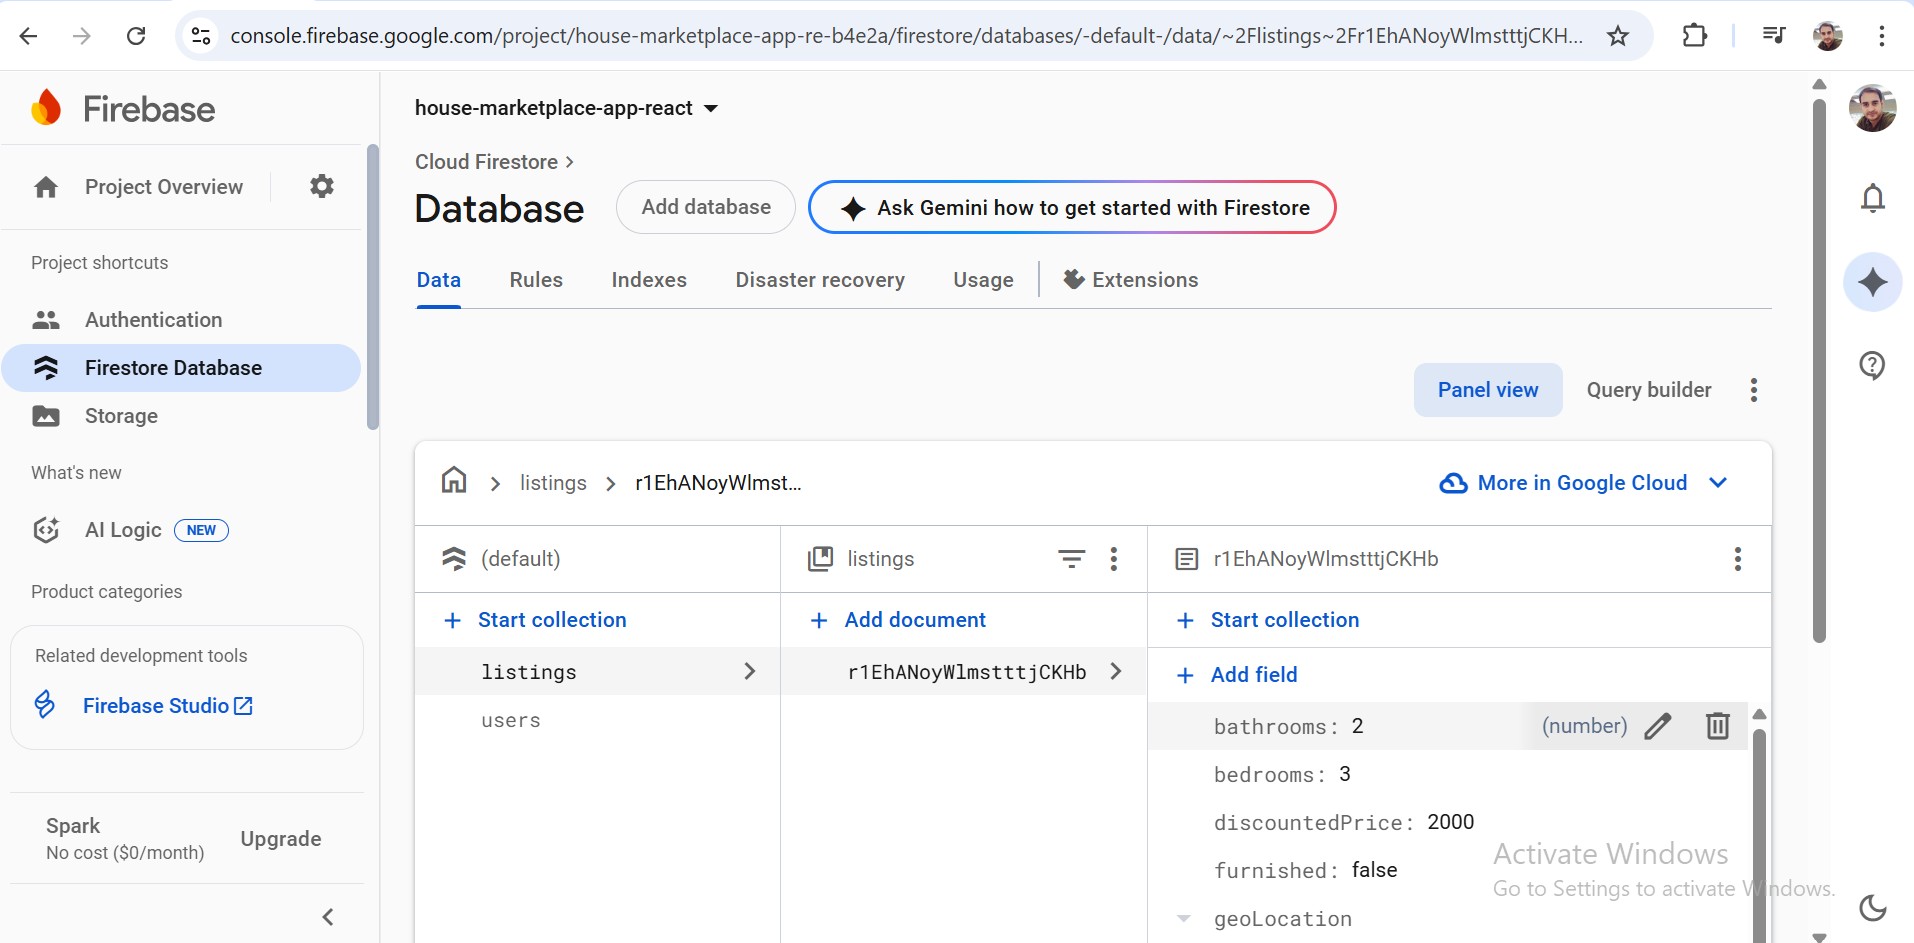 console.firebase.google.com/project/house-marketplace-app-re-b4e2a/firestore/databases/-default-/data/~2Flistings~2Fr1EhANoyWlmstttjCKH...
Firebase
Project Overview
Project shortcuts
Authentication
Firestore Database
Storage
What's new
AI Logic NEW
Product categories
Related development tools
Firebase Studio
Spark
No cost ($0/month)
Upgrade
house-marketplace-app-react
Cloud Firestore
Database
Add database
Ask Gemini how to get started with Firestore
Data Rules Indexes Disaster recovery Usage Extensions
Panel view Query builder
listings r1EhANoyWlmst...
More in Google Cloud
(default)
Start collection
listings
users
listings
Add document
r1EhANoyWlmstttjCKHb
r1EhANoyWlmstttjCKHb
Start collection
Add field
bathrooms: 2 (number)
bedrooms: 3
discountedPrice: 2000
furnished: false
geoLocation
Activate Windows
Go to Settings to activate Windows.